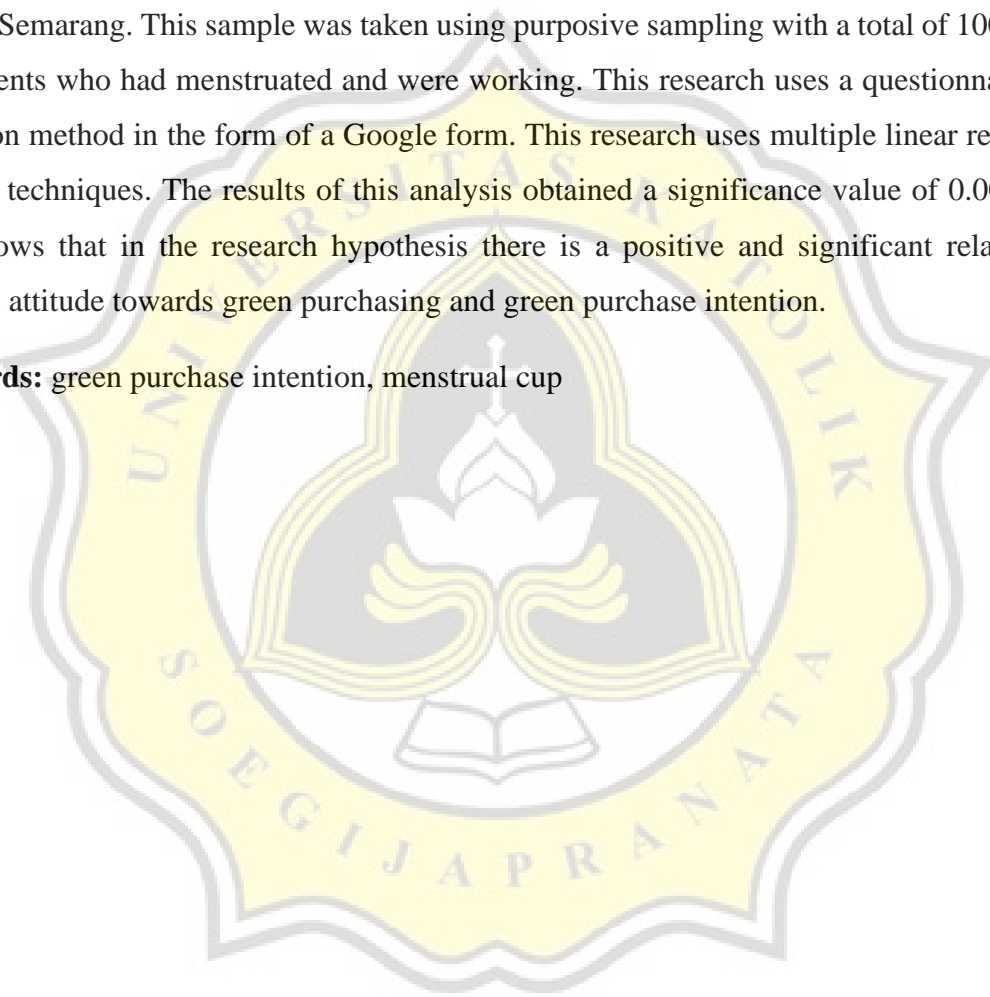 Semarang. This sample was taken using purposive sampling with a total of 100
ents who had menstruated and were working. This research uses a questionna
on method in the form of a Google form. This research uses multiple linear re
techniques. The results of this analysis obtained a significance value of 0.00
ows that in the research hypothesis there is a positive and significant rela
attitude towards green purchasing and green purchase intention.
rds: green purchase intention, menstrual cup
UNIVERSITAS KATOLIK
SOEGIJAPRANATA